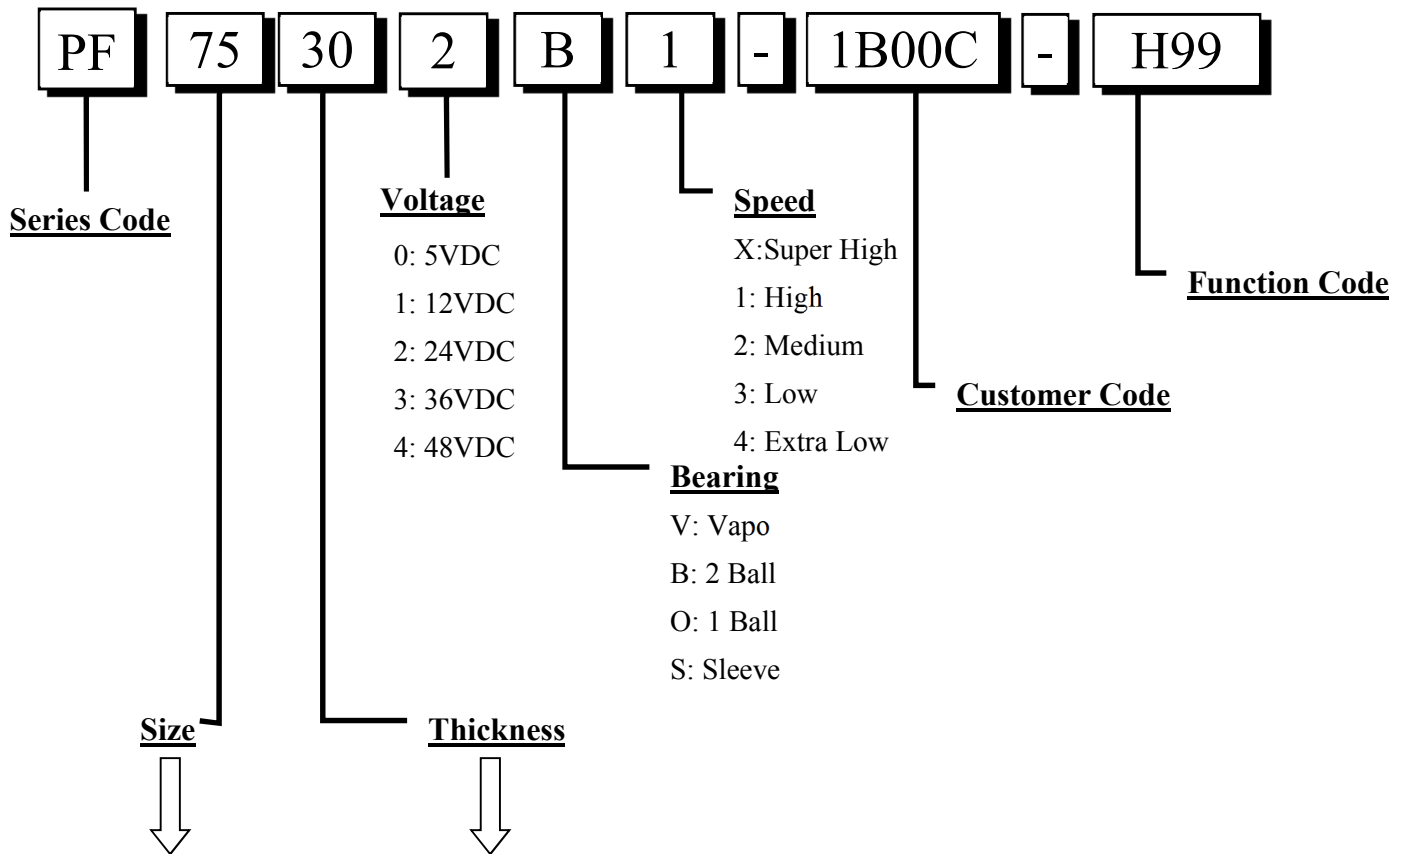 PF 75 30 2 B 1 - 1B00C - H99
Series Code
Voltage
0: 5VDC
1: 12VDC
2: 24VDC
3: 36VDC
4: 48VDC
Speed
X:Super High
1: High
2: Medium
3: Low
4: Extra Low
Function Code
Customer Code
Bearing
V: Vapo
B: 2 Ball
O: 1 Ball
S: Sleeve
Size
Thickness